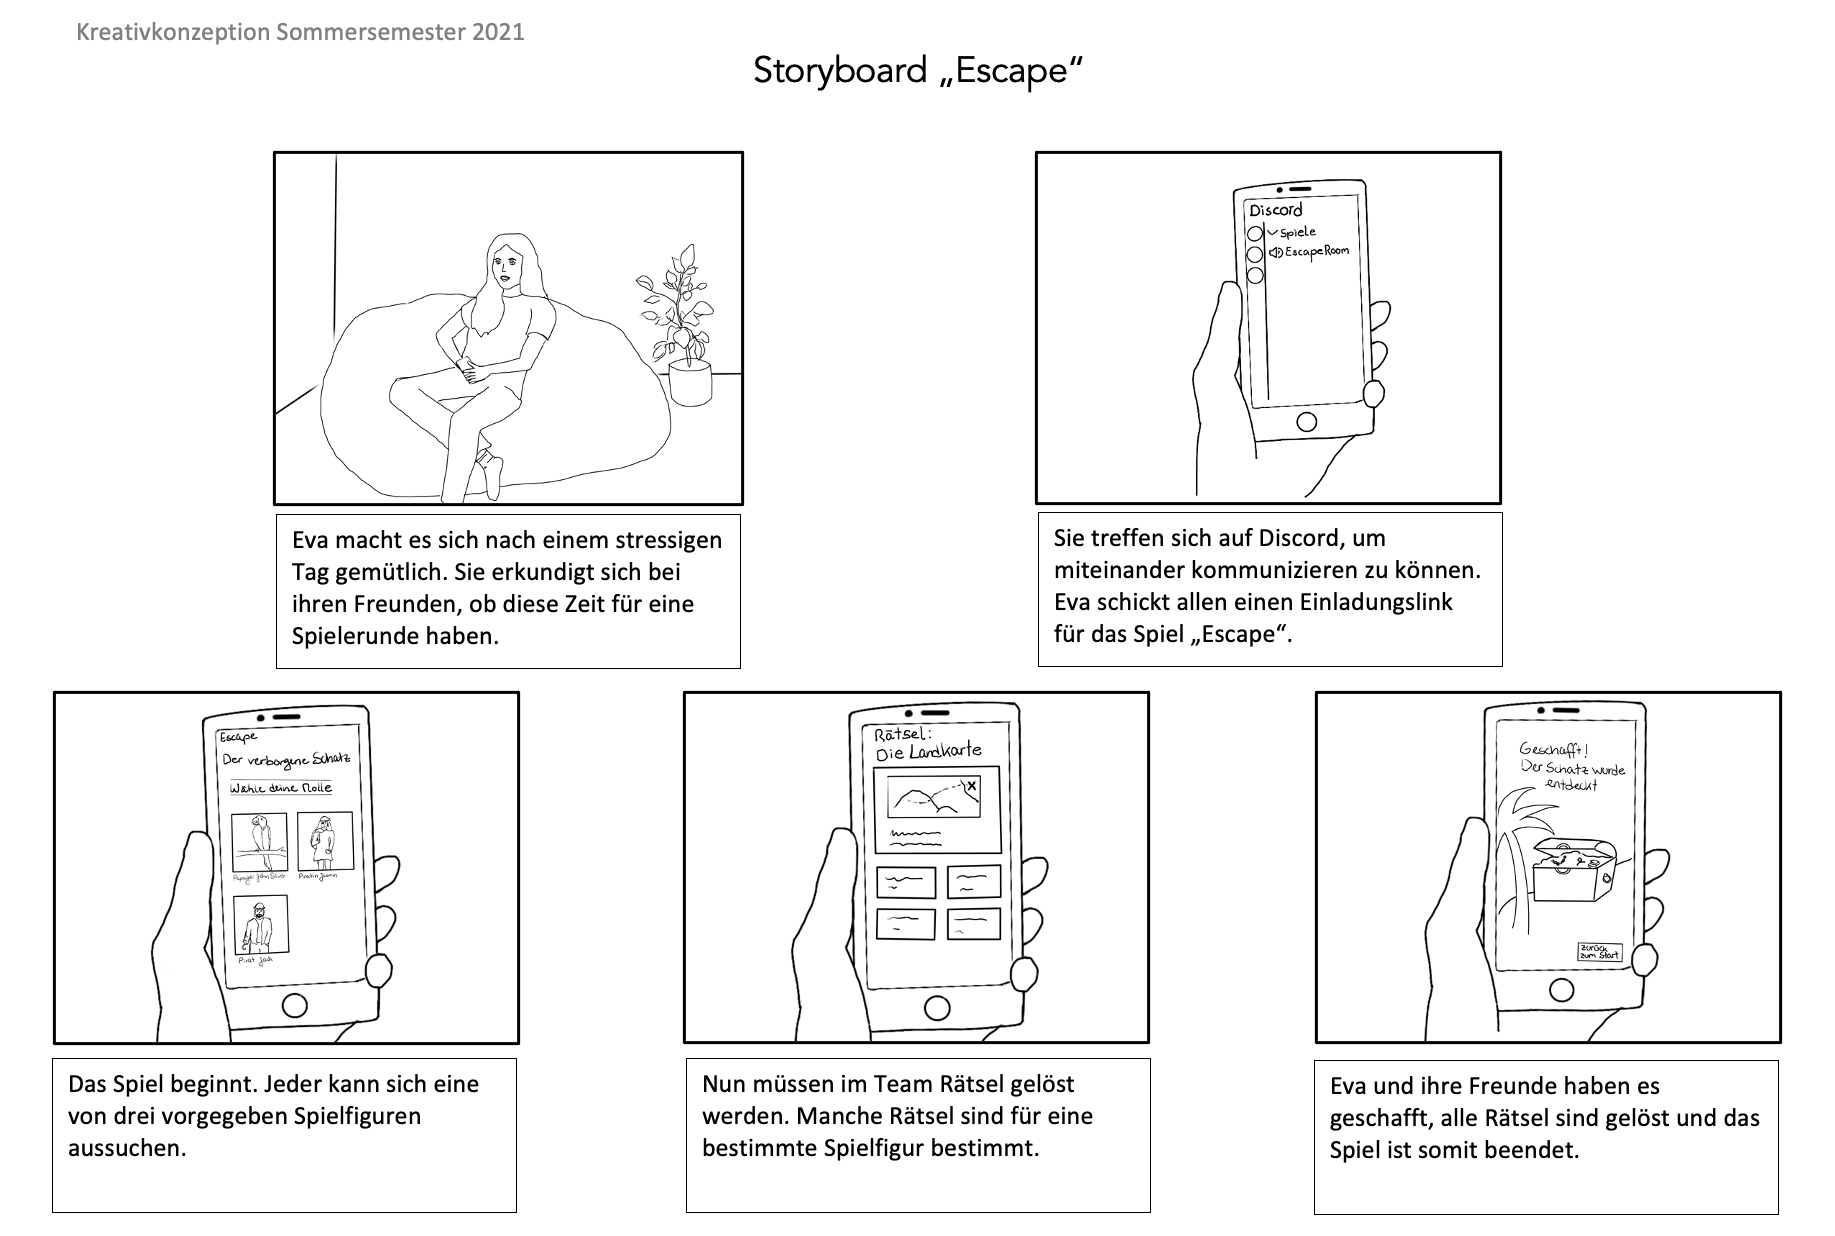 Kreativkonzeption Sommersemester 2021
Storyboard „Escape“
Discord
Spiele
EscapeRoom
Eva macht es sich nach einem stressigen
Tag gemütlich. Sie erkundigt sich bei
ihren Freunden, ob diese Zeit für eine
Spielerunde haben.
Sie treffen sich auf Discord, um
miteinander kommunizieren zu können.
Eva schickt allen einen Einladungslink
für das Spiel „Escape“.
Escape
Der verborgene Schatz
Wähle deine Rolle
Papagei John Silver
Piratin
Pirat Jack
Rätsel:
Die Landkarte
Geschafft!
Der Schatz wurde
entdeckt
zurück
zum Start
Das Spiel beginnt. Jeder kann sich eine
von drei vorgegeben Spielfiguren
aussuchen.
Nun müssen im Team Rätsel gelöst
werden. Manche Rätsel sind für eine
bestimmte Spielfigur bestimmt.
Eva und ihre Freunde haben es
geschafft, alle Rätsel sind gelöst und das
Spiel ist somit beendet.